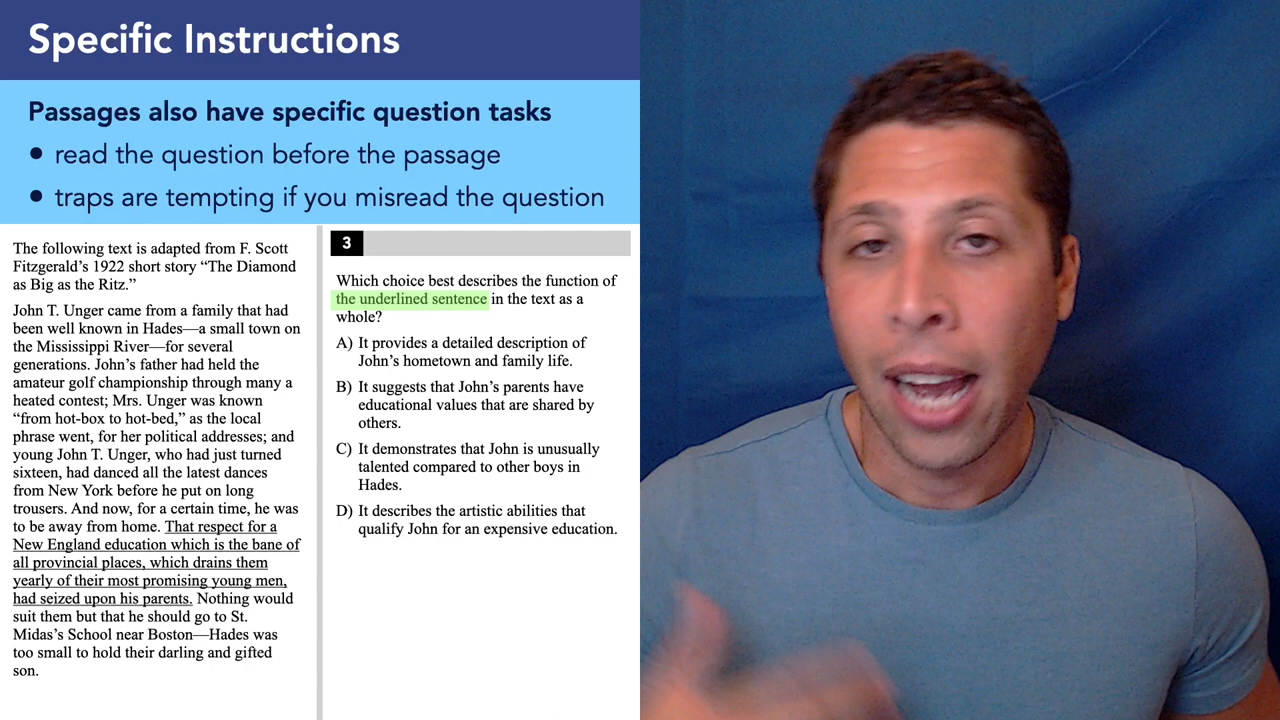 Specific Instructions
Passages also have specific question tasks
• read the question before the passage
• traps are tempting if you misread the question
The following text is adapted from F. Scott
Fitzgerald’s 1922 short story “The Diamond
as Big as the Ritz.”
John T. Unger came from a family that had
been well known in Hades—a small town on
the Mississippi River—for several
generations. John’s father had held the
amateur golf championship through many a
heated contest; Mrs. Unger was known
“from hot-box to hot-bed,” as the local
phrase went, for her political addresses; and
young John T. Unger, who had just turned
sixteen, had danced all the latest dances
from New York before he put on long
trousers. And now, for a certain time, he was
to be away from home. That respect for a
New England education which is the bane of
all provincial places, which drains them
yearly of their most promising young men,
had seized upon his parents. Nothing would
suit them but that he should go to St.
Midas’s School near Boston—Hades was
too small to hold their darling and gifted
son.
3
Which choice best describes the function of
the underlined sentence in the text as a
whole?
A) It provides a detailed description of
John’s hometown and family life.
B) It suggests that John’s parents have
educational values that are shared by
others.
C) It demonstrates that John is unusually
talented compared to other boys in
Hades.
D) It describes the artistic abilities that
qualify John for an expensive education.